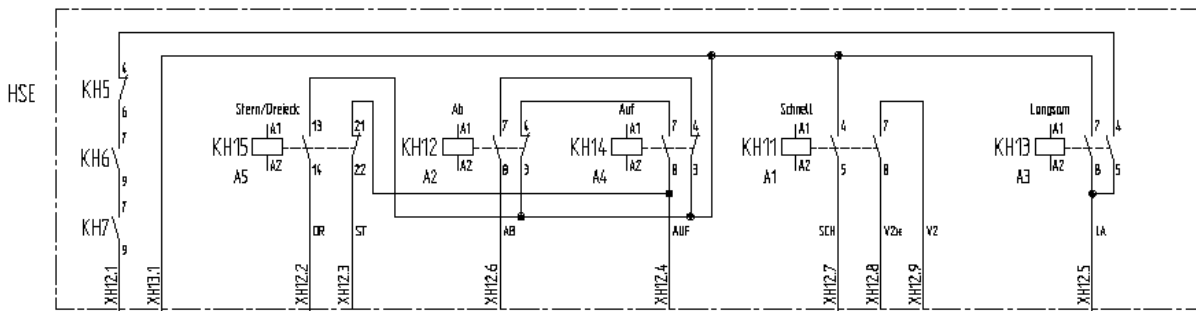 HSE
KH5
4
6
KH6
7
9
KH7
7
9
Stern/Dreieck
KH15
A1
A2
A5
13
14
21
22
Ab
KH12
A1
A2
A2
7
8
4
3
Auf
KH14
A1
A2
A4
7
8
4
3
Schnell
KH11
A1
A2
A1
4
5
7
8
Langsam
KH13
A1
A2
A3
7
8
4
5
DR
ST
AB
AUF
SCH
V2
LA
XH12.1
XH13.1
XH12.2
XH12.3
XH12.6
XH12.4
XH12.7
XH12.8
XH12.9
XH12.5